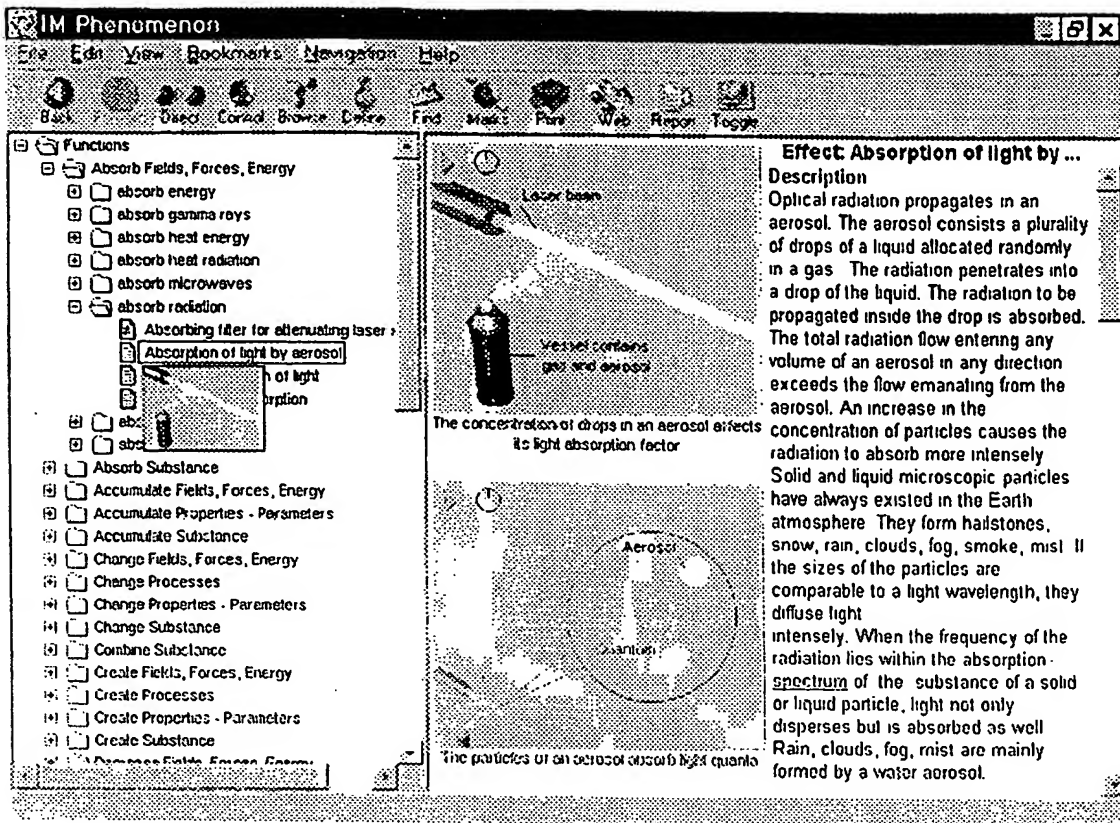 IM Phenomenon
File Edit View Bookmarks Navigation Help
Back Direct Consol Browse Define Find Marks Print Web Report Toggle
Functions
Absorb Fields, Forces, Energy
absorb energy
absorb gamma rays
absorb heat energy
absorb heat radiation
absorb microwaves
absorb radiation
Absorbing filter for attenuating laser
Absorption of light by aerosol
of light
orption
abs
abs
Absorb Substance
Accumulate Fields, Forces, Energy
Accumulate Properties - Parameters
Accumulate Substance
Change Fields, Forces, Energy
Change Processes
Change Properties - Parameters
Change Substance
Combine Substance
Create Fields, Forces, Energy
Create Processes
Create Properties - Parameters
Create Substance
Decrease Fields, Forces, Energy
Laser beam
Vessel contains
gas and aerosol
The concentration of drops in an aerosol affects
its light absorption factor
Aerosol
Quantum
The particles of an aerosol absorb light quanta
Effect: Absorption of light by ...
Description
Optical radiation propagates in an
aerosol. The aerosol consists a plurality
of drops of a liquid allocated randomly
in a gas The radiation penetrates into
a drop of the liquid. The radiation to be
propagated inside the drop is absorbed.
The total radiation flow entering any
volume of an aerosol in any direction
exceeds the flow emanating from the
aerosol. An increase in the
concentration of particles causes the
radiation to absorb more intensely
Solid and liquid microscopic particles
have always existed in the Earth
atmosphere They form hailstones,
snow, rain, clouds, fog, smoke, mist If
the sizes of the particles are
comparable to a light wavelength, they
diffuse light
intensely. When the frequency of the
radiation lies within the absorption
spectrum of the substance of a solid
or liquid particle, light not only
disperses but is absorbed as well
Rain, clouds, fog, mist are mainly
formed by a water aerosol.